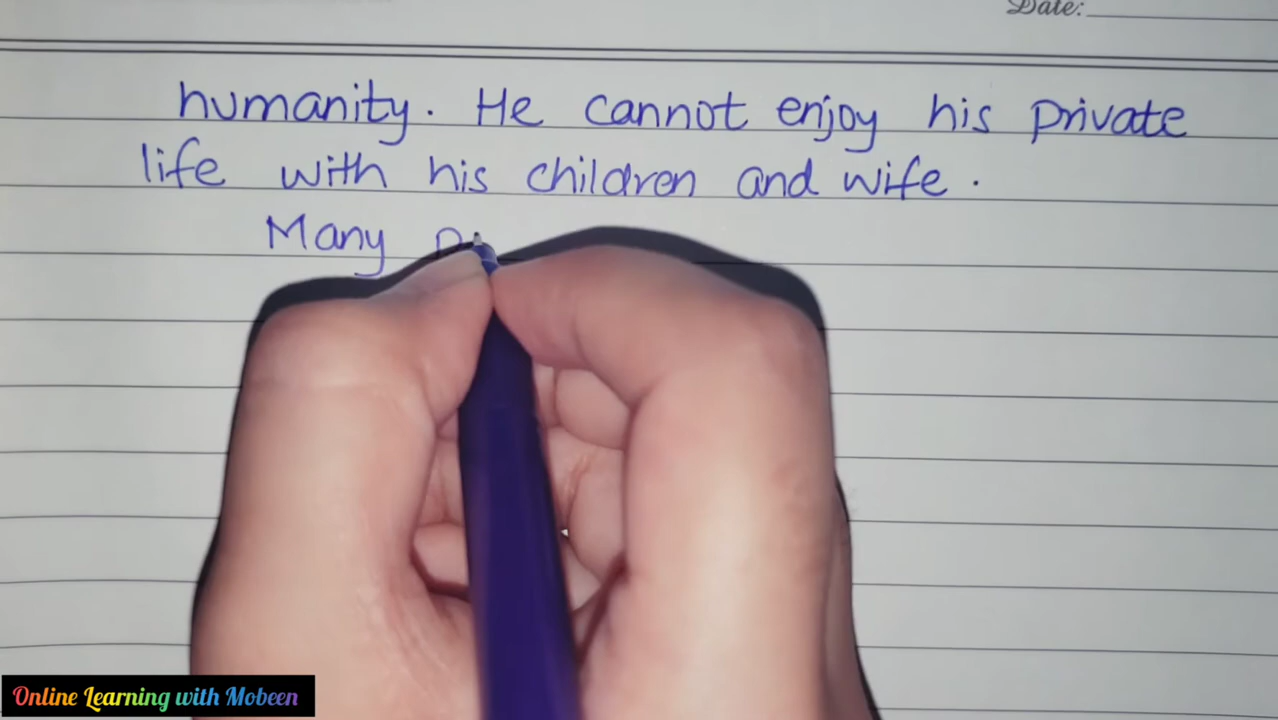 Date:
humanity. He cannot enjoy his private
life with his children and wife.
Many
Online Learning with Mobeen